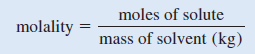 molality = moles of solute
mass of solvent (kg)